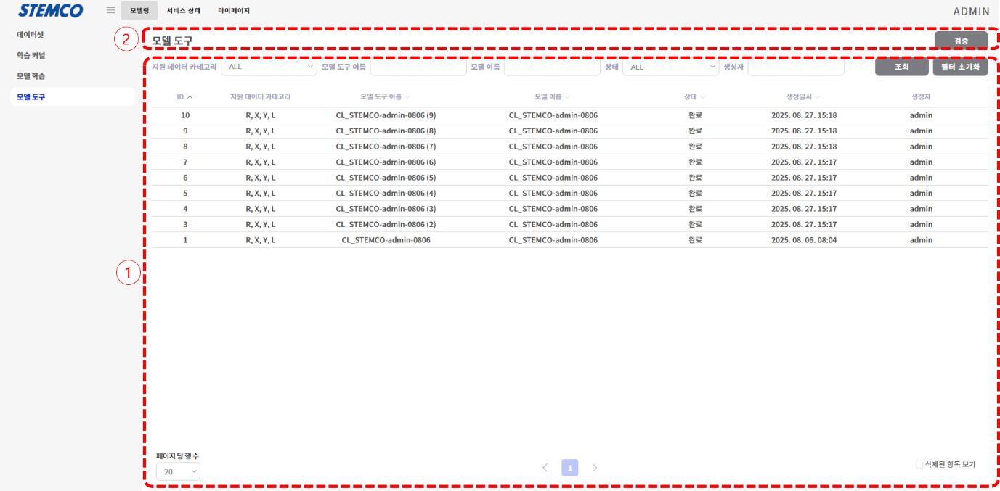 STEMCO 모델링 서비스 상태 마이페이지 ADMIN
데이터셋
학습 커널
모델 학습
모델 도구
② 모델 도구 검증
지원 데이터 카테고리 ALL 모델 도구 이름 모델 이름 상태 ALL 생성자 조회 필터 초기화
ID 지원 데이터 카테고리 모델 도구 이름 모델 이름 상태 생성일시 생성자
10 R, X, Y, L CL_STEMCO-admin-0806 (9) CL_STEMCO-admin-0806 완료 2025. 08. 27. 15:18 admin
9 R, X, Y, L CL_STEMCO-admin-0806 (8) CL_STEMCO-admin-0806 완료 2025. 08. 27. 15:18 admin
8 R, X, Y, L CL_STEMCO-admin-0806 (7) CL_STEMCO-admin-0806 완료 2025. 08. 27. 15:18 admin
7 R, X, Y, L CL_STEMCO-admin-0806 (6) CL_STEMCO-admin-0806 완료 2025. 08. 27. 15:17 admin
6 R, X, Y, L CL_STEMCO-admin-0806 (5) CL_STEMCO-admin-0806 완료 2025. 08. 27. 15:17 admin
5 R, X, Y, L CL_STEMCO-admin-0806 (4) CL_STEMCO-admin-0806 완료 2025. 08. 27. 15:17 admin
4 R, X, Y, L CL_STEMCO-admin-0806 (3) CL_STEMCO-admin-0806 완료 2025. 08. 27. 15:17 admin
3 R, X, Y, L CL_STEMCO-admin-0806 (2) CL_STEMCO-admin-0806 완료 2025. 08. 27. 15:17 admin
1 R, X, Y, L CL_STEMCO-admin-0806 CL_STEMCO-admin-0806 완료 2025. 08. 06. 08:04 admin
①
페이지 당 행 수
20 1 삭제된 항목 보기